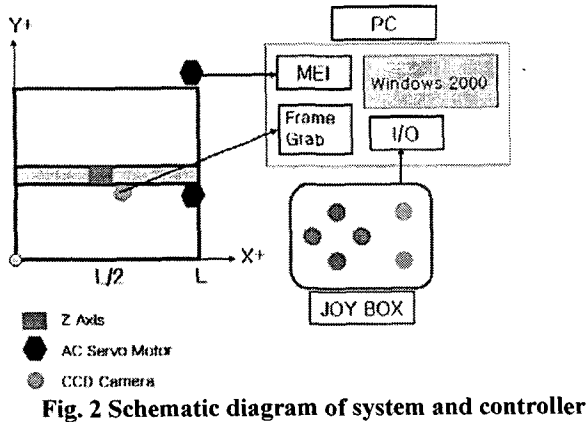 Y+
PC
MEI
Windows 2000
Frame
Grab
I/O
X+
L/2
L
JOY BOX
Z Axis
AC Servo Motor
CCD Camera
Fig. 2 Schematic diagram of system and controller